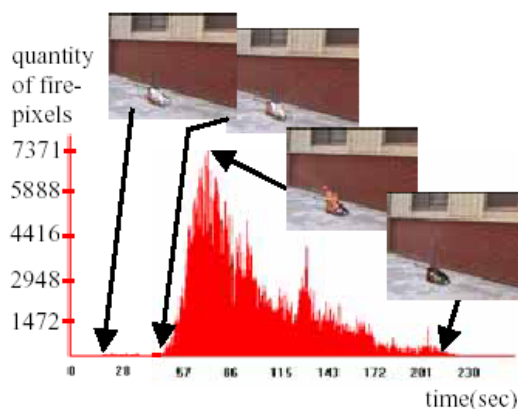 quantity
of fire-
pixels
7371
5888
4416
2948
1472
0 28 57 86 115 143 172 201 230
time(sec)